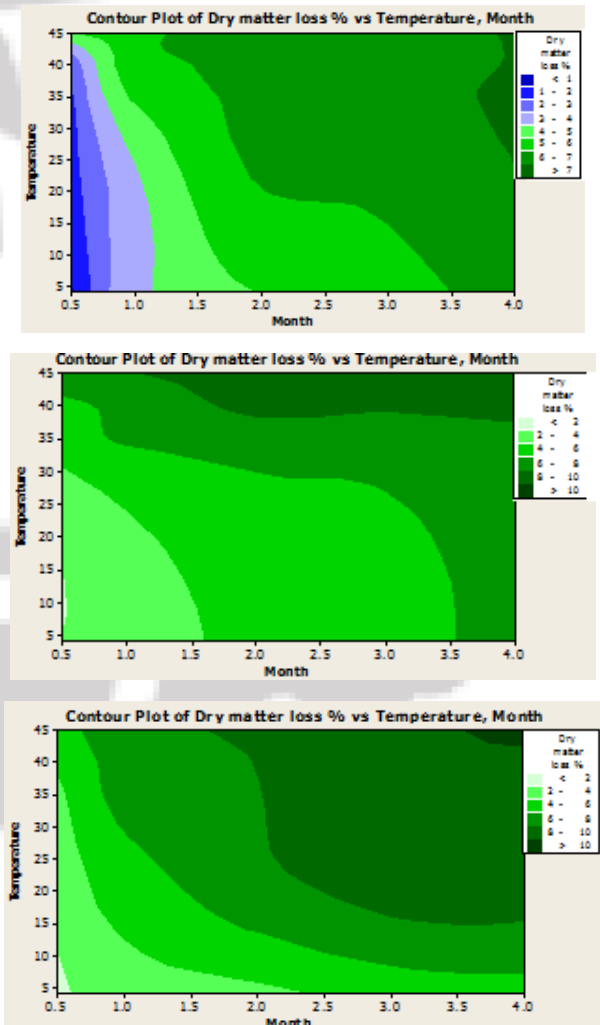 Contour Plot of Dry matter loss % vs Temperature, Month
45
40
35
30
25
20
15
10
5
Temperature
0.5 1.0 1.5 2.0 2.5 3.0 3.5 4.0
Month
Dry
matter
loss %
< 1
1 - 2
2 - 3
3 - 4
4 - 5
5 - 6
6 - 7
> 7
Contour Plot of Dry matter loss % vs Temperature, Month
45
40
35
30
25
20
15
10
5
Temperature
0.5 1.0 1.5 2.0 2.5 3.0 3.5 4.0
Month
Dry
matter
loss %
< 2
2 - 4
4 - 6
6 - 8
8 - 10
> 10
Contour Plot of Dry matter loss % vs Temperature, Month
45
40
35
30
25
20
15
10
5
Temperature
0.5 1.0 1.5 2.0 2.5 3.0 3.5 4.0
Month
Dry
matter
loss %
< 2
2 - 4
4 - 6
6 - 8
8 - 10
> 10